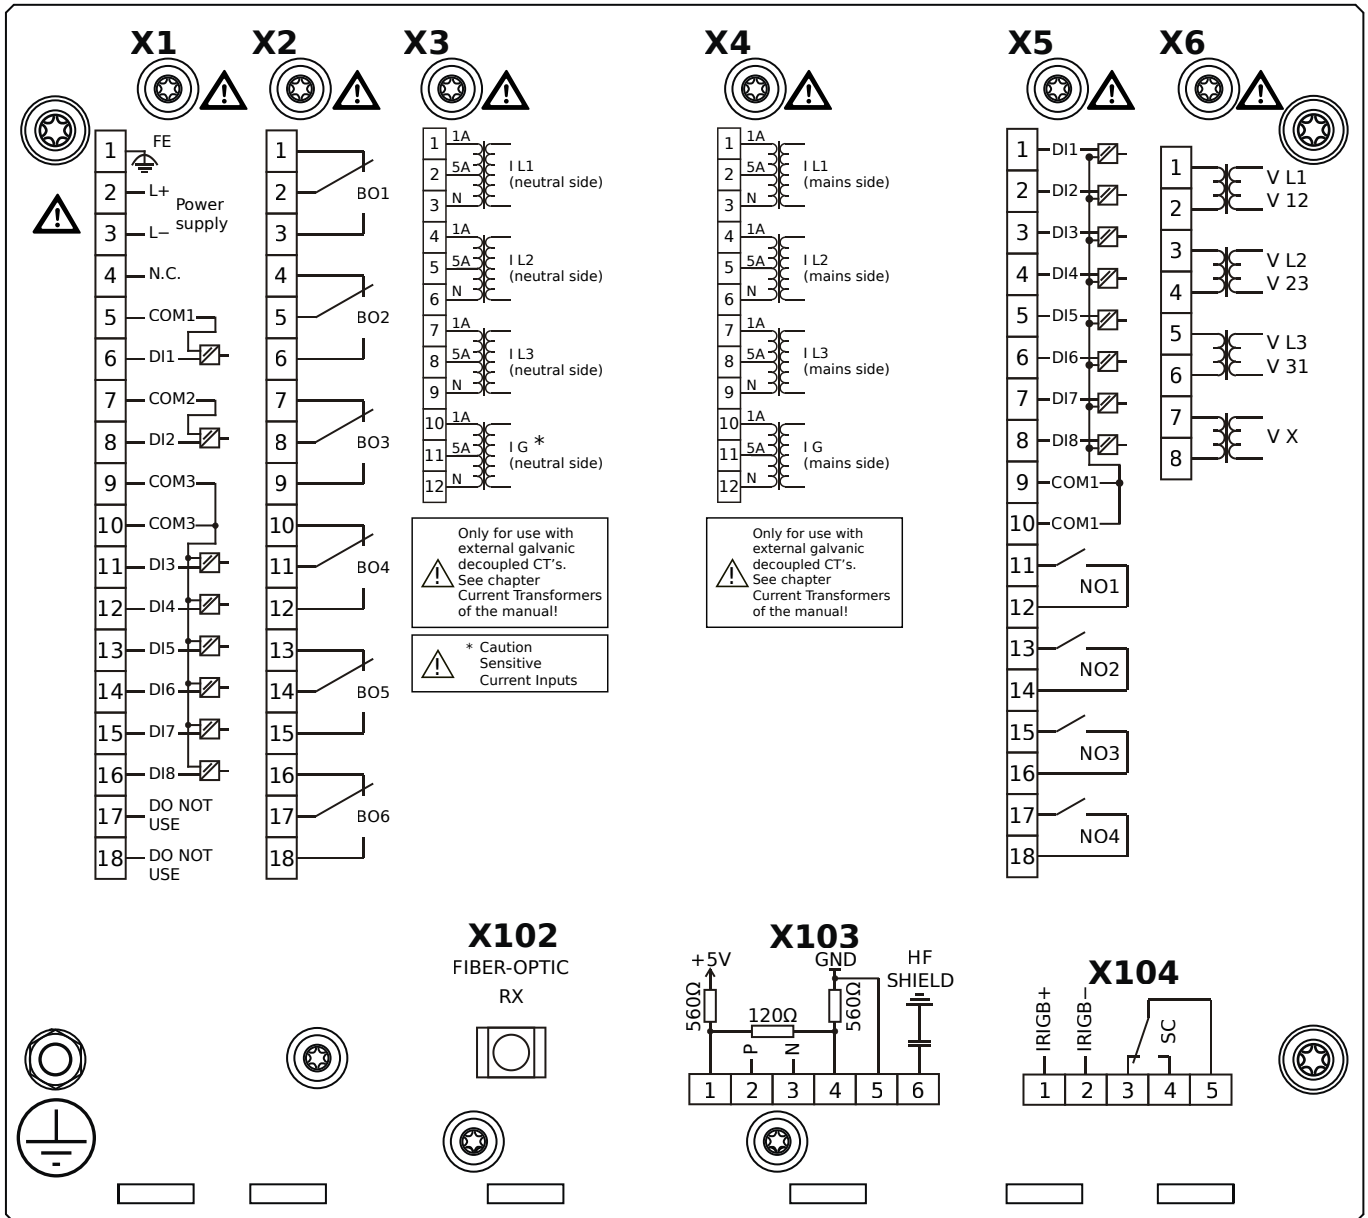 X1
1
FE
2
L+
Power
supply
3
L−
4
N.C.
5
COM1
6
DI1
7
COM2
8
DI2
9
COM3
10
COM3
11
DI3
12
DI4
13
DI5
14
DI6
15
DI7
16
DI8
17
DO NOT
USE
18
DO NOT
USE
X2
1
2
BO1
3
4
5
BO2
6
7
8
BO3
9
10
11
BO4
12
13
14
BO5
15
16
17
BO6
18
X3
1 1A
2 5A
3 N
I L1
(neutral side)
4 1A
5 5A
6 N
I L2
(neutral side)
7 1A
8 5A
9 N
I L3
(neutral side)
10 1A
11 5A
12 N
I G *
(neutral side)
Only for use with
external galvanic
decoupled CT's.
See chapter
Current Transformers
of the manual!
* Caution
Sensitive
Current Inputs
X4
1 1A
2 5A
3 N
I L1
(mains side)
4 1A
5 5A
6 N
I L2
(mains side)
7 1A
8 5A
9 N
I L3
(mains side)
10 1A
11 5A
12 N
I G
(mains side)
Only for use with
external galvanic
decoupled CT's.
See chapter
Current Transformers
of the manual!
X5
1 DI1
2 DI2
3 DI3
4 DI4
5 DI5
6 DI6
7 DI7
8 DI8
9 COM1
10 COM1
11
NO1
12
13
NO2
14
15
NO3
16
17
NO4
18
X6
1
V L1
2
V 12
3
V L2
4
V 23
5
V L3
6
V 31
7
V X
8
X102
FIBER-OPTIC
RX
X103
+5V
GND
HF
SHIELD
560Ω
120Ω
560Ω
P
N
1 2 3 4 5 6
X104
IRIGB+
IRIGB−
SC
1 2 3 4 5